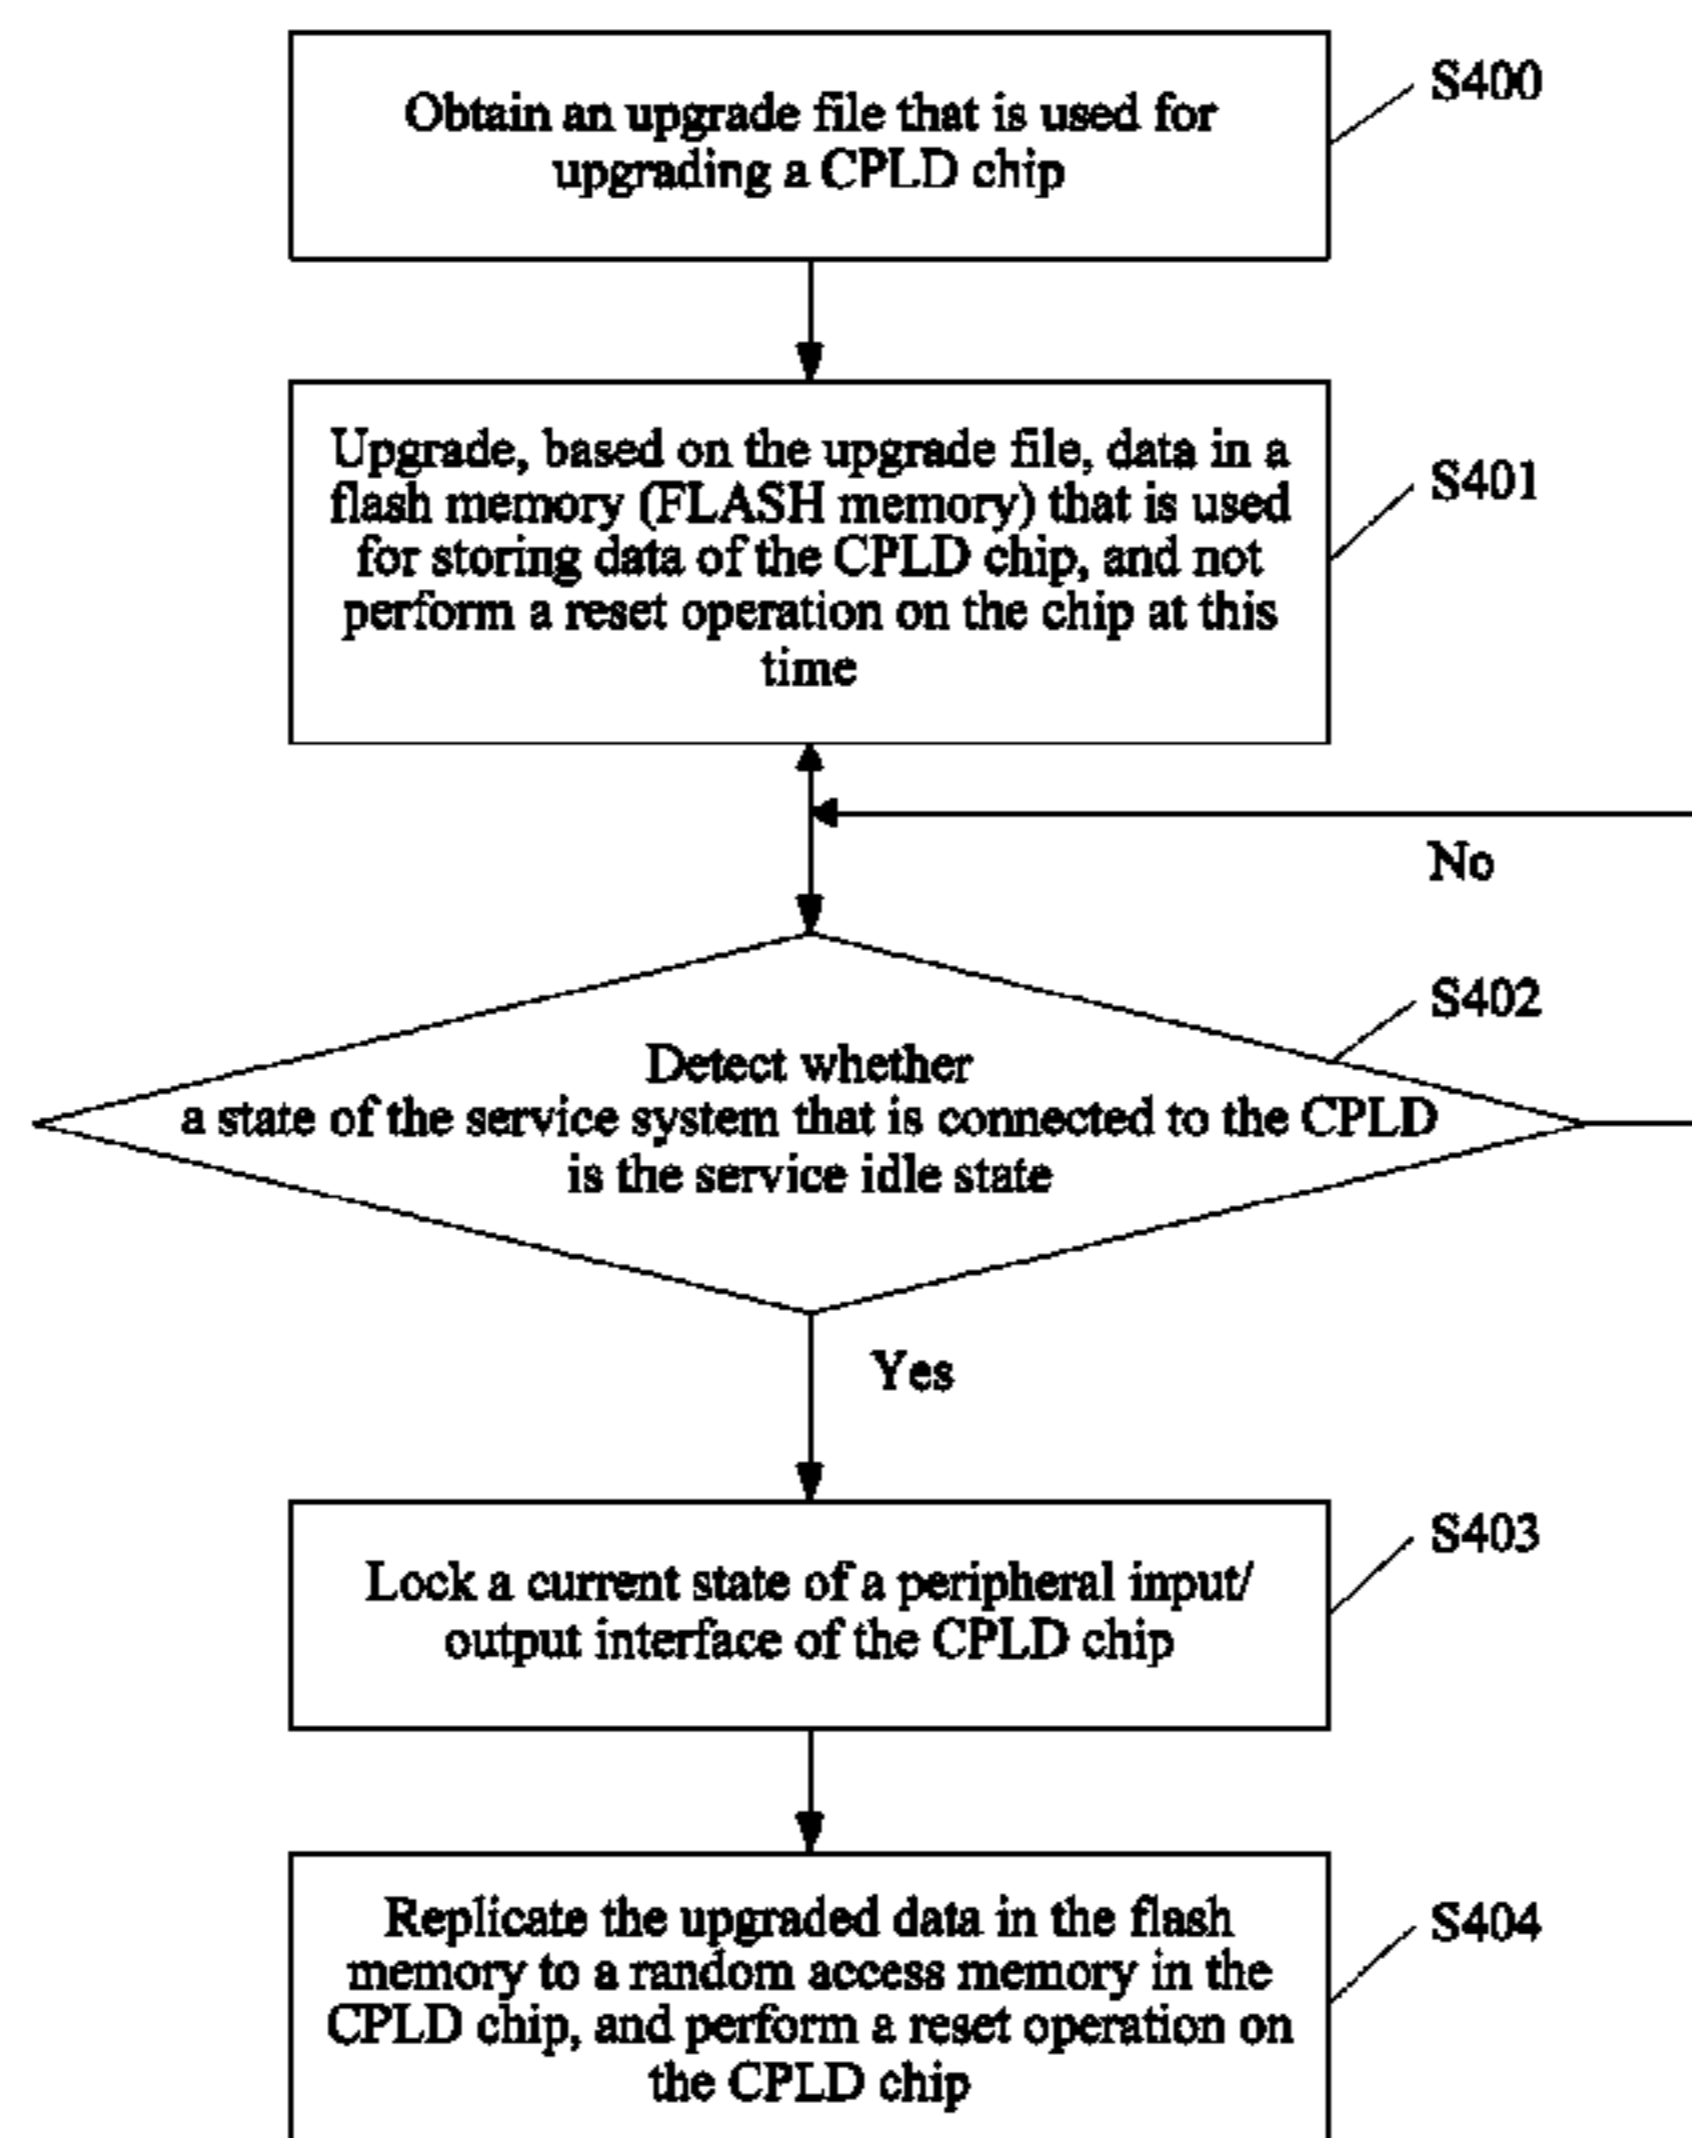 Obtain an upgrade file that is used for
upgrading a CPLD chip
S400
Upgrade, based on the upgrade file, data in a
flash memory (FLASH memory) that is used
for storing data of the CPLD chip, and not
perform a reset operation on the chip at this
time
S401
No
S402
Detect whether
a state of the service system that is connected to the CPLD
is the service idle state
Yes
S403
Lock a current state of a peripheral input/
output interface of the CPLD chip
S404
Replicate the upgraded data in the flash
memory to a random access memory in the
CPLD chip, and perform a reset operation on
the CPLD chip